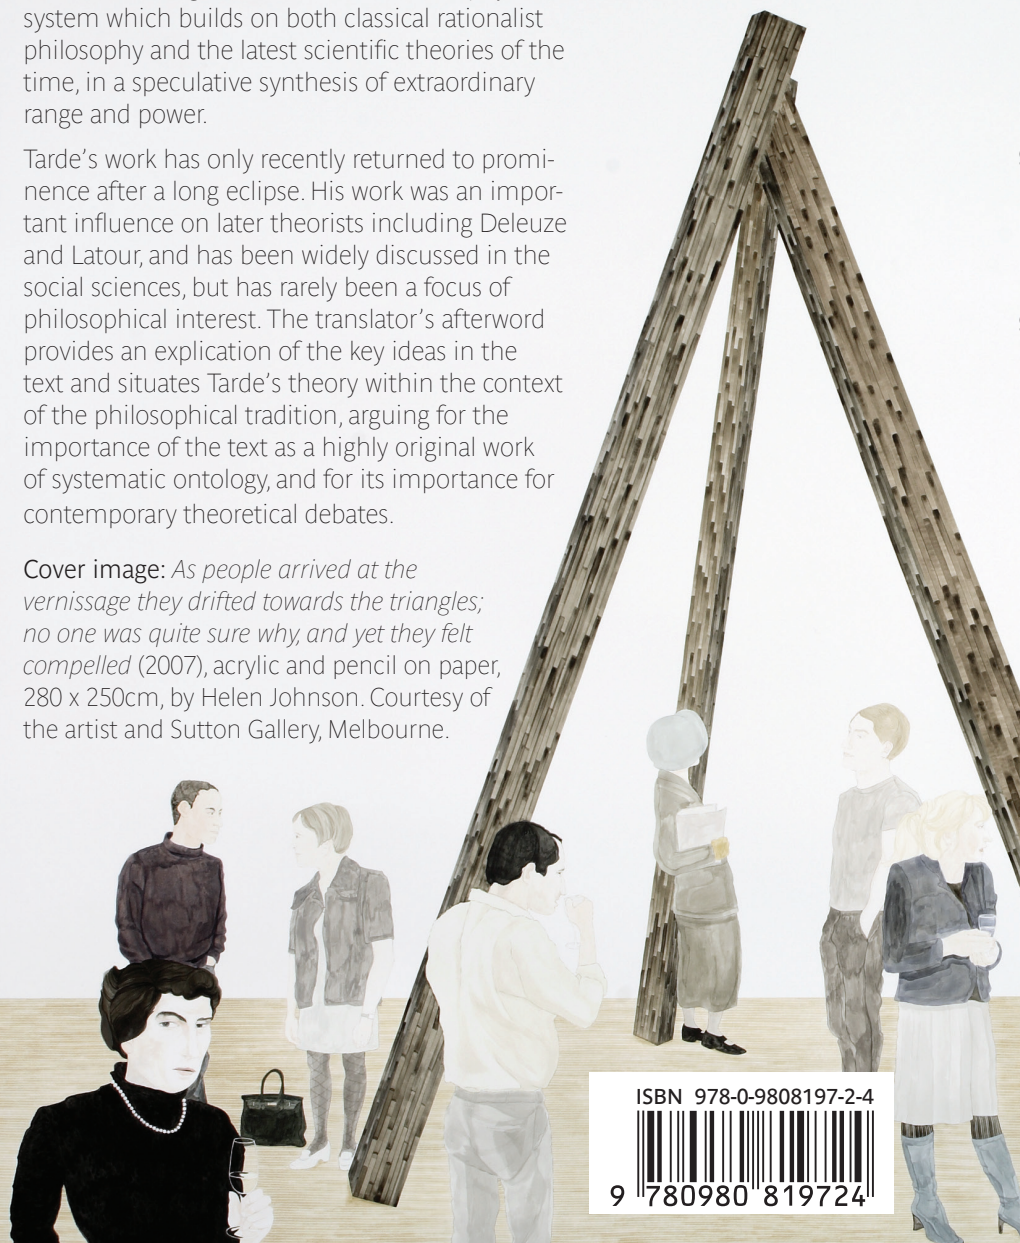 system which builds on both classical rationalist
philosophy and the latest scientific theories of the
time, in a speculative synthesis of extraordinary
range and power.
Tarde's work has only recently returned to promi-
nence after a long eclipse. His work was an impor-
tant influence on later theorists including Deleuze
and Latour, and has been widely discussed in the
social sciences, but has rarely been a focus of
philosophical interest. The translator's afterword
provides an explication of the key ideas in the
text and situates Tarde's theory within the context
of the philosophical tradition, arguing for the
importance of the text as a highly original work
of systematic ontology, and for its importance for
contemporary theoretical debates.
Cover image: As people arrived at the
vernissage they drifted towards the triangles;
no one was quite sure why, and yet they felt
compelled (2007), acrylic and pencil on paper,
280 x 250cm, by Helen Johnson. Courtesy of
the artist and Sutton Gallery, Melbourne.
ISBN 978-0-9808197-2-4
9 780980 819724